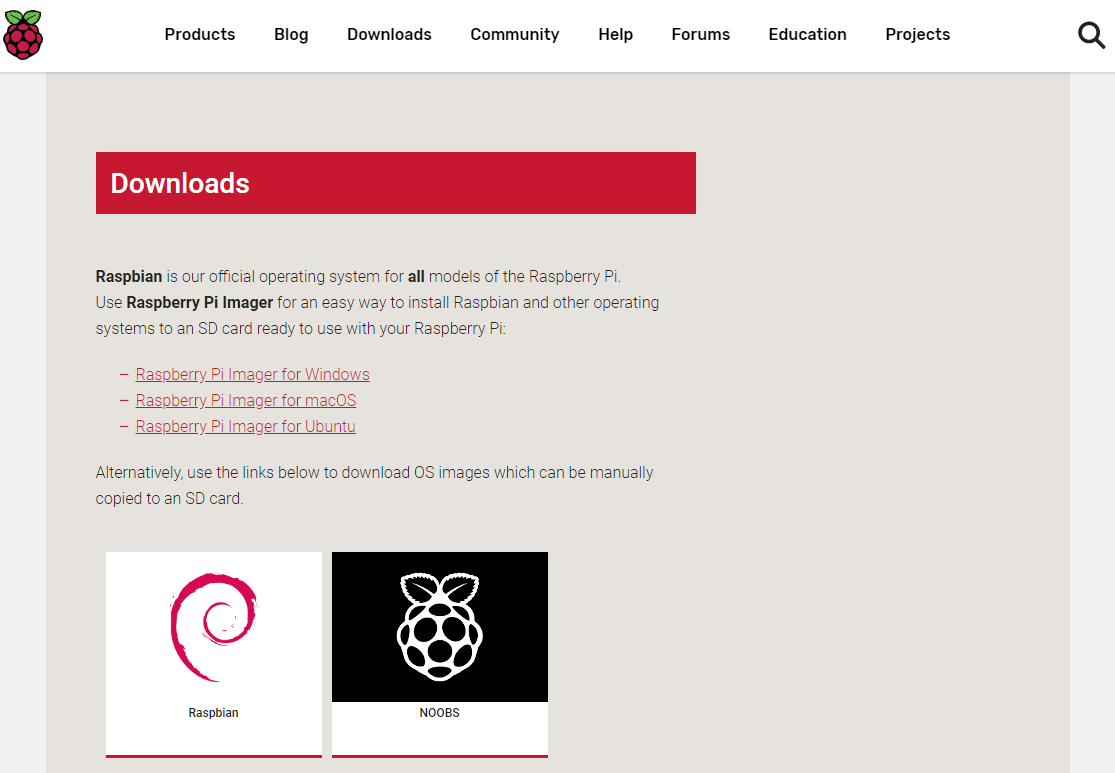 Products Blog Downloads Community Help Forums Education Projects
Downloads
Raspbian is our official operating system for all models of the Raspberry Pi.
Use Raspberry Pi Imager for an easy way to install Raspbian and other operating
systems to an SD card ready to use with your Raspberry Pi:
– Raspberry Pi Imager for Windows
– Raspberry Pi Imager for macOS
– Raspberry Pi Imager for Ubuntu
Alternatively, use the links below to download OS images which can be manually
copied to an SD card.
Raspbian
NOOBS